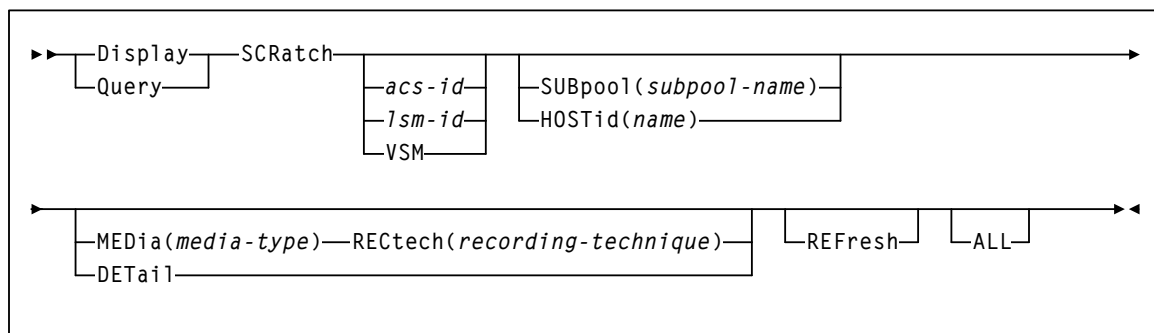 Display SCRatch
Query
acs-id SUBpool(subpool-name)
lsm-id HOSTid(name)
VSM
MEDia(media-type) RECtech(recording-technique) REFresh ALL
DETail